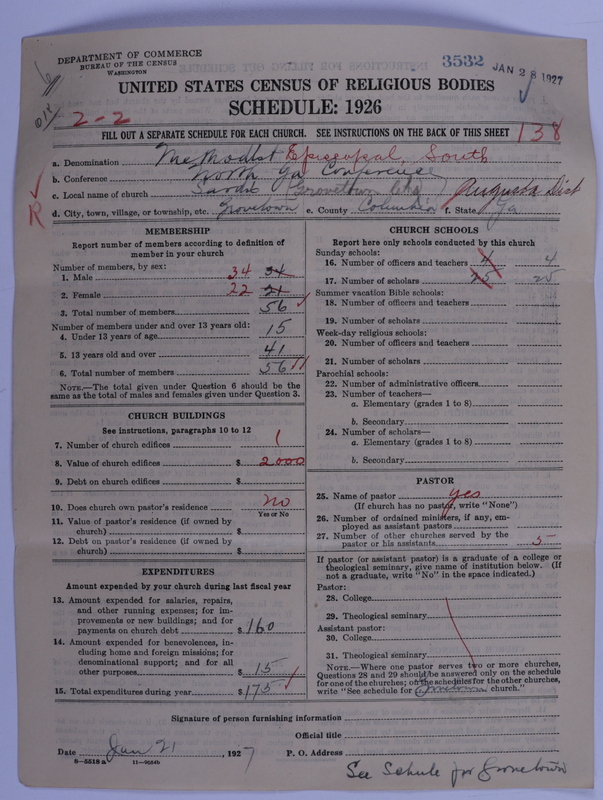 DEPARTMENT OF COMMERCE
BUREAU OF THE CENSUS
WASHINGTON
3532
JAN 28 1927
UNITED STATES CENSUS OF RELIGIOUS BODIES
SCHEDULE: 1926
2-2
FILL OUT A SEPARATE SCHEDULE FOR EACH CHURCH. SEE INSTRUCTIONS ON THE BACK OF THIS SHEET
138
a. Denomination Methodist Episcopal, South
b. Conference North Ga Conference
c. Local name of church Sardis Grovetown Chg Augusta Dist
R
d. City, town, village, or township, etc. Grovetown e. County Columbia f. State Ga
MEMBERSHIP
Report number of members according to definition of
member in your church
Number of members by sex:
1. Male 34 34
2. Female 22 21
3. Total number of members 56
Number of members under and over 13 years old:
4. Under 13 years of age 15
5. 13 years old and over 41
6. Total number of members 56
NOTE.—The total given under Question 6 should be
same as the total of males and females given under Question 3.
CHURCH BUILDINGS
See instructions, paragraphs 10 to 12
7. Number of church edifices 1
8. Value of church edifices $ 2000
9. Debt on church edifices $
10. Does church own pastor's residence No
Yes or No
11. Value of pastor's residence (if owned by
church) $
12. Debt on pastor's residence (if owned by
church) $
EXPENDITURES
Amount expended by your church during last fiscal year
13. Amount expended for salaries, repairs,
and other running expenses; for im-
provements or new buildings; and for
payments on church debt $ 160
14. Amount expended for benevolences, in-
cluding home and foreign missions; for
denominational support; and for all
other purposes $ 15
15. Total expenditures during year $ 175
CHURCH SCHOOLS
Report here only schools conducted by this church
Sunday schools:
16. Number of officers and teachers 4 4
17. Number of scholars 25 25
Summer vacation Bible schools:
18. Number of officers and teachers
19. Number of scholars
Week-day religious schools:
20. Number of officers and teachers
21. Number of scholars
Parochial schools:
22. Number of administrative officers
23. Number of teachers—
a. Elementary (grades 1 to 8)
b. Secondary
24. Number of scholars—
a. Elementary (grades 1 to 8)
b. Secondary
PASTOR
25. Name of pastor yes
(If church has no pastor, write "None")
26. Number of ordained ministers, if any, em-
ployed as assistant pastors
27. Number of other churches served by the
pastor or his assistants 5
If pastor (or assistant pastor) is a graduate of a college or
theological seminary, give name of institution below. (If
not a graduate, write "No" in the space indicated.)
Pastor:
28. College
29. Theological seminary
Assistant pastor:
30. College
31. Theological seminary
NOTE.—Where one pastor serves two or more churches,
Questions 28 and 29 should be answered only on the schedule
for one of the churches; on the schedules for the other churches,
write "See schedule for Grovetown church."
Signature of person furnishing information
Official title
Date Jan 21, 1927 P. O. Address
8-5518 a
See Schule for Grovetown